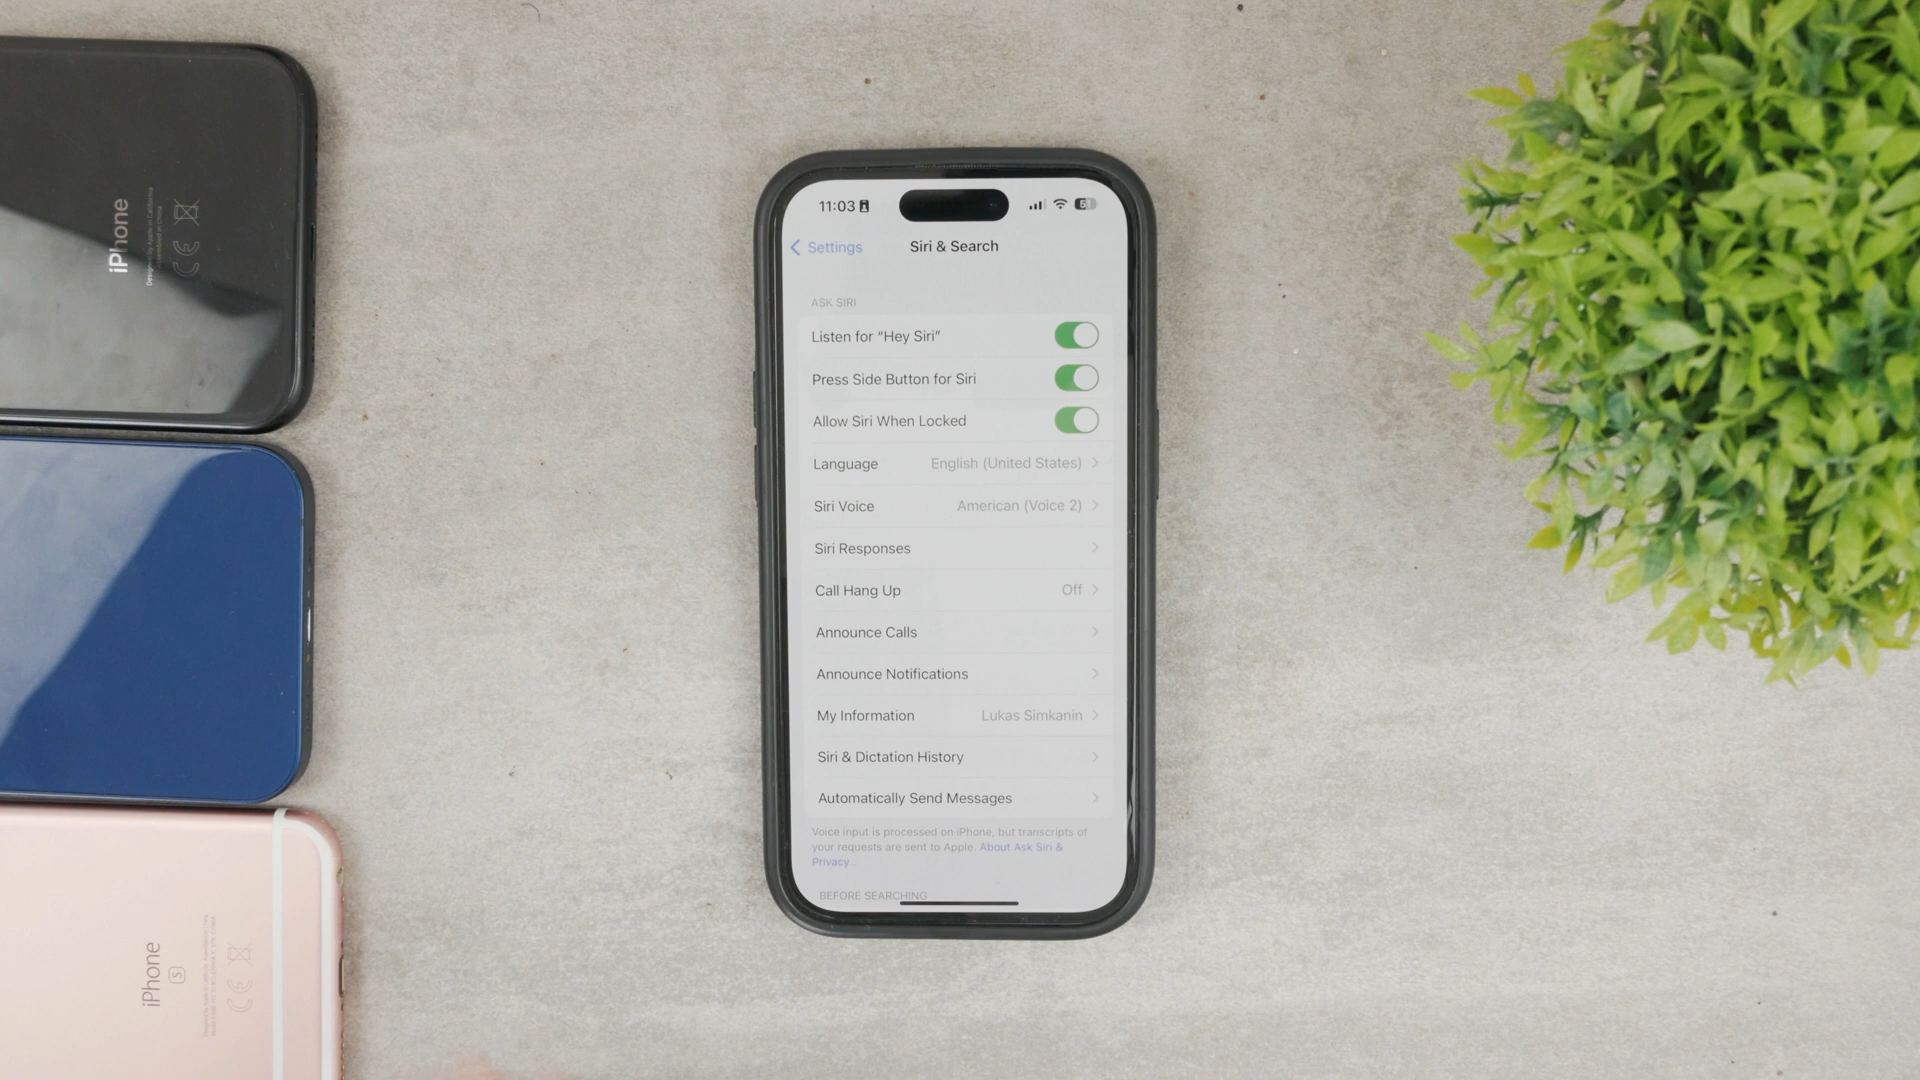 iPhone
Designed by Apple in California
Assembled in China
iPhone
S
11:03
Settings
Siri & Search
ASK SIRI
Listen for “Hey Siri”
Press Side Button for Siri
Allow Siri When Locked
Language English (United States)
Siri Voice American (Voice 2)
Siri Responses
Call Hang Up Off
Announce Calls
Announce Notifications
My Information Lukas Simkanin
Siri & Dictation History
Automatically Send Messages
Voice input is processed on iPhone, but transcripts of
your requests are sent to Apple. About Ask Siri &
Privacy...
BEFORE SEARCHING